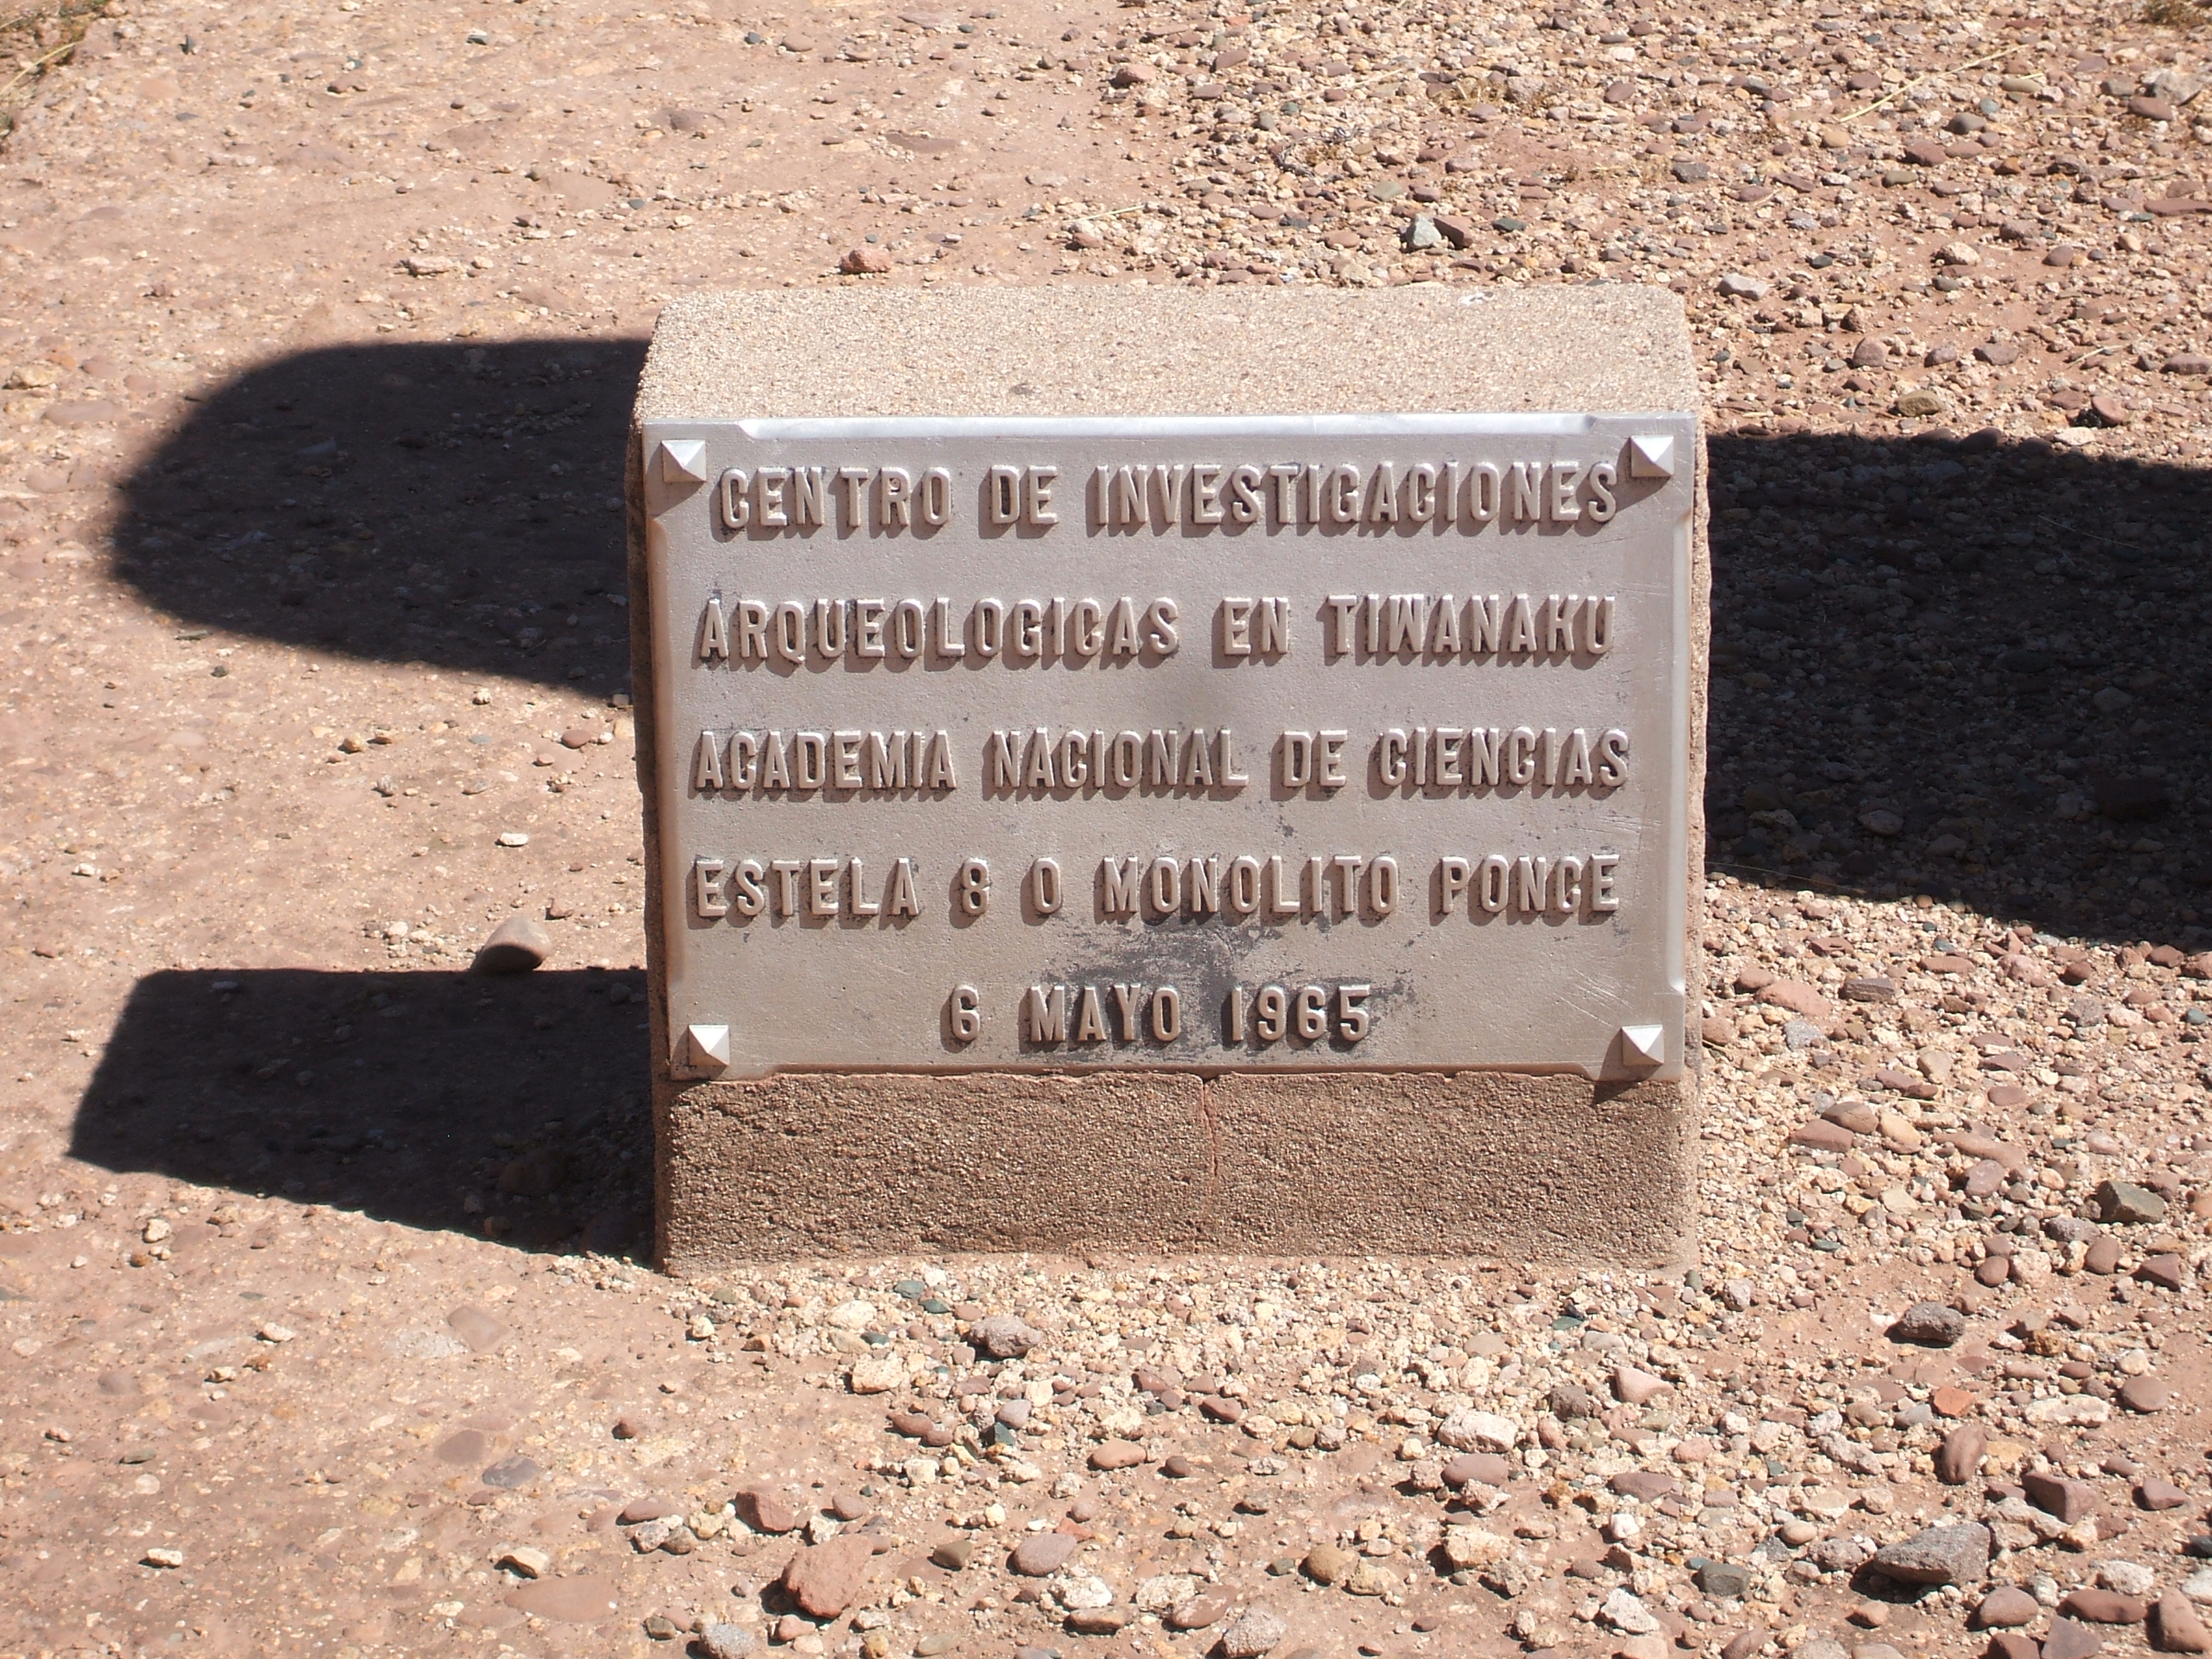 CENTRO DE INVESTIGACIONES
ARQUEOLOGICAS EN TIWANAKU
ACADEMIA NACIONAL DE CIENCIAS
ESTELA 8 O MONOLITO PONCE
6 MAYO 1965